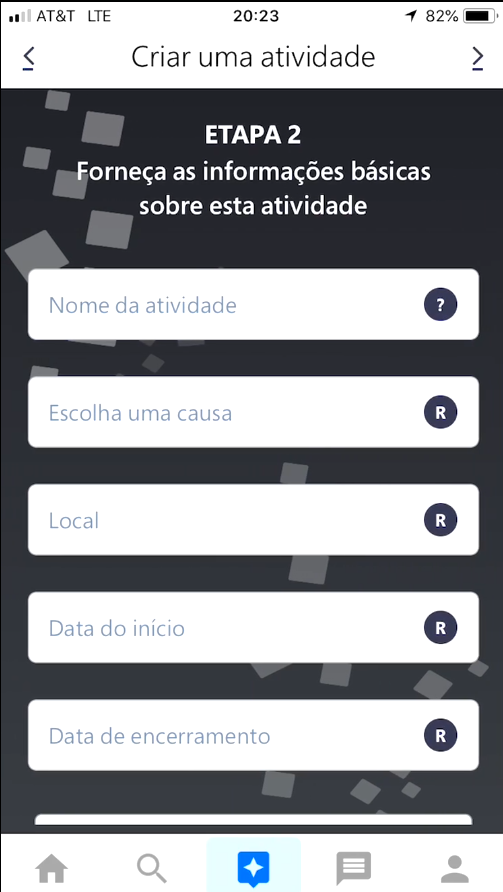 AT&T LTE 20:23 82%
< Criar uma atividade >
ETAPA 2
Forneça as informações básicas
sobre esta atividade
Nome da atividade ?
Escolha uma causa R
Local R
Data do início R
Data de encerramento R